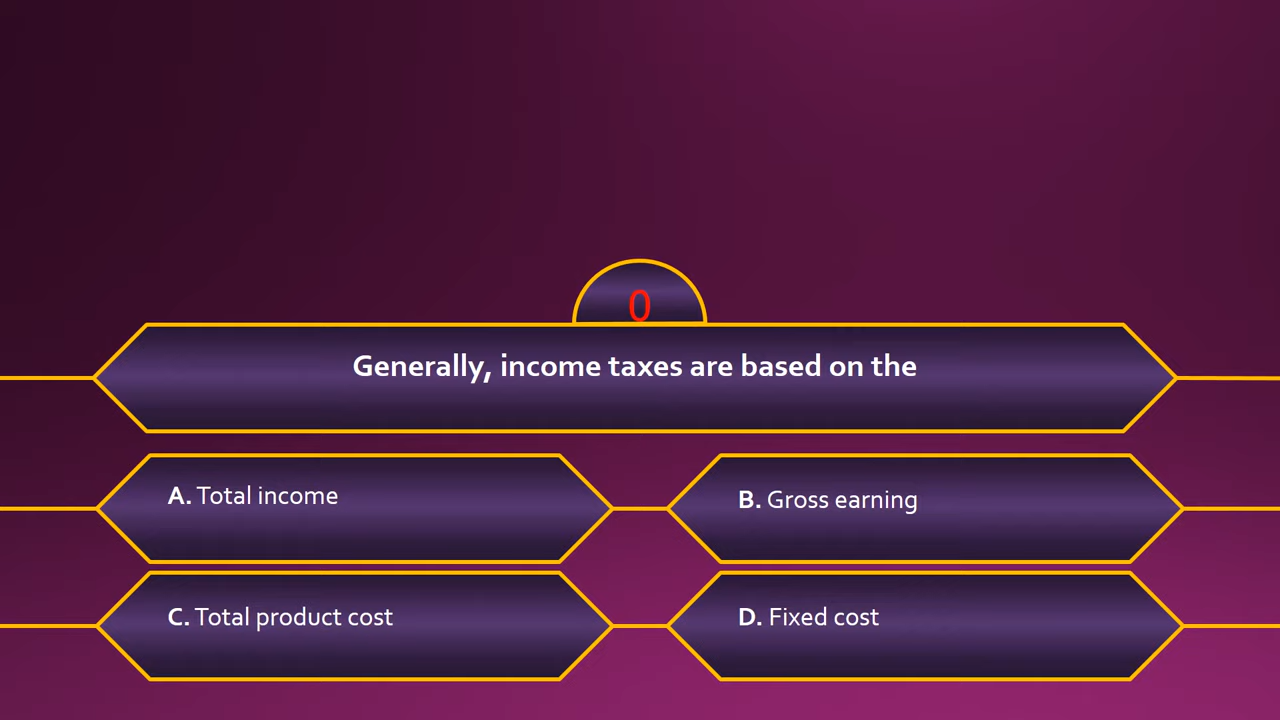 0
Generally, income taxes are based on the
A. Total income
B. Gross earning
C. Total product cost
D. Fixed cost